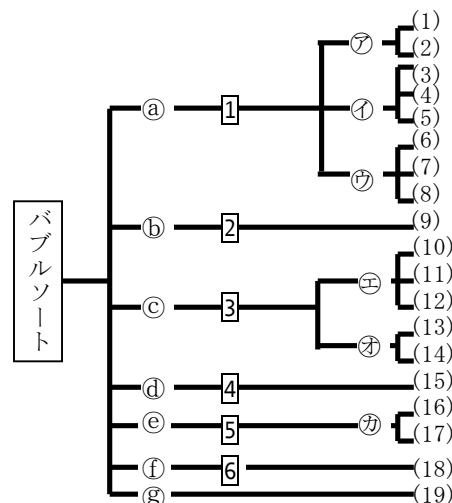 バブルソート
ⓐ 1 ㋐ (1)
(2)
㋑ (3)
(4)
(5)
㋒ (6)
(7)
(8)
ⓑ 2 (9)
ⓒ 3 ㋓ (10)
(11)
(12)
㋔ (13)
(14)
ⓓ 4 (15)
ⓔ 5 ㋕ (16)
(17)
ⓕ 6 (18)
ⓖ (19)